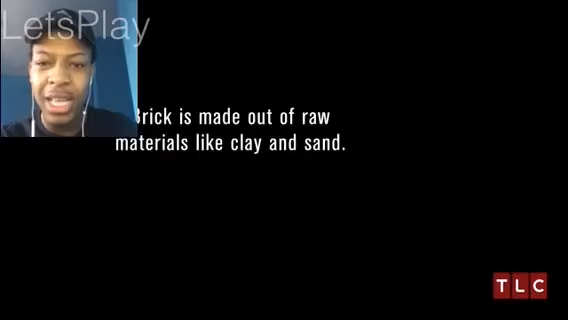 LetsPlay
Brick is made out of raw
materials like clay and sand.
TLC